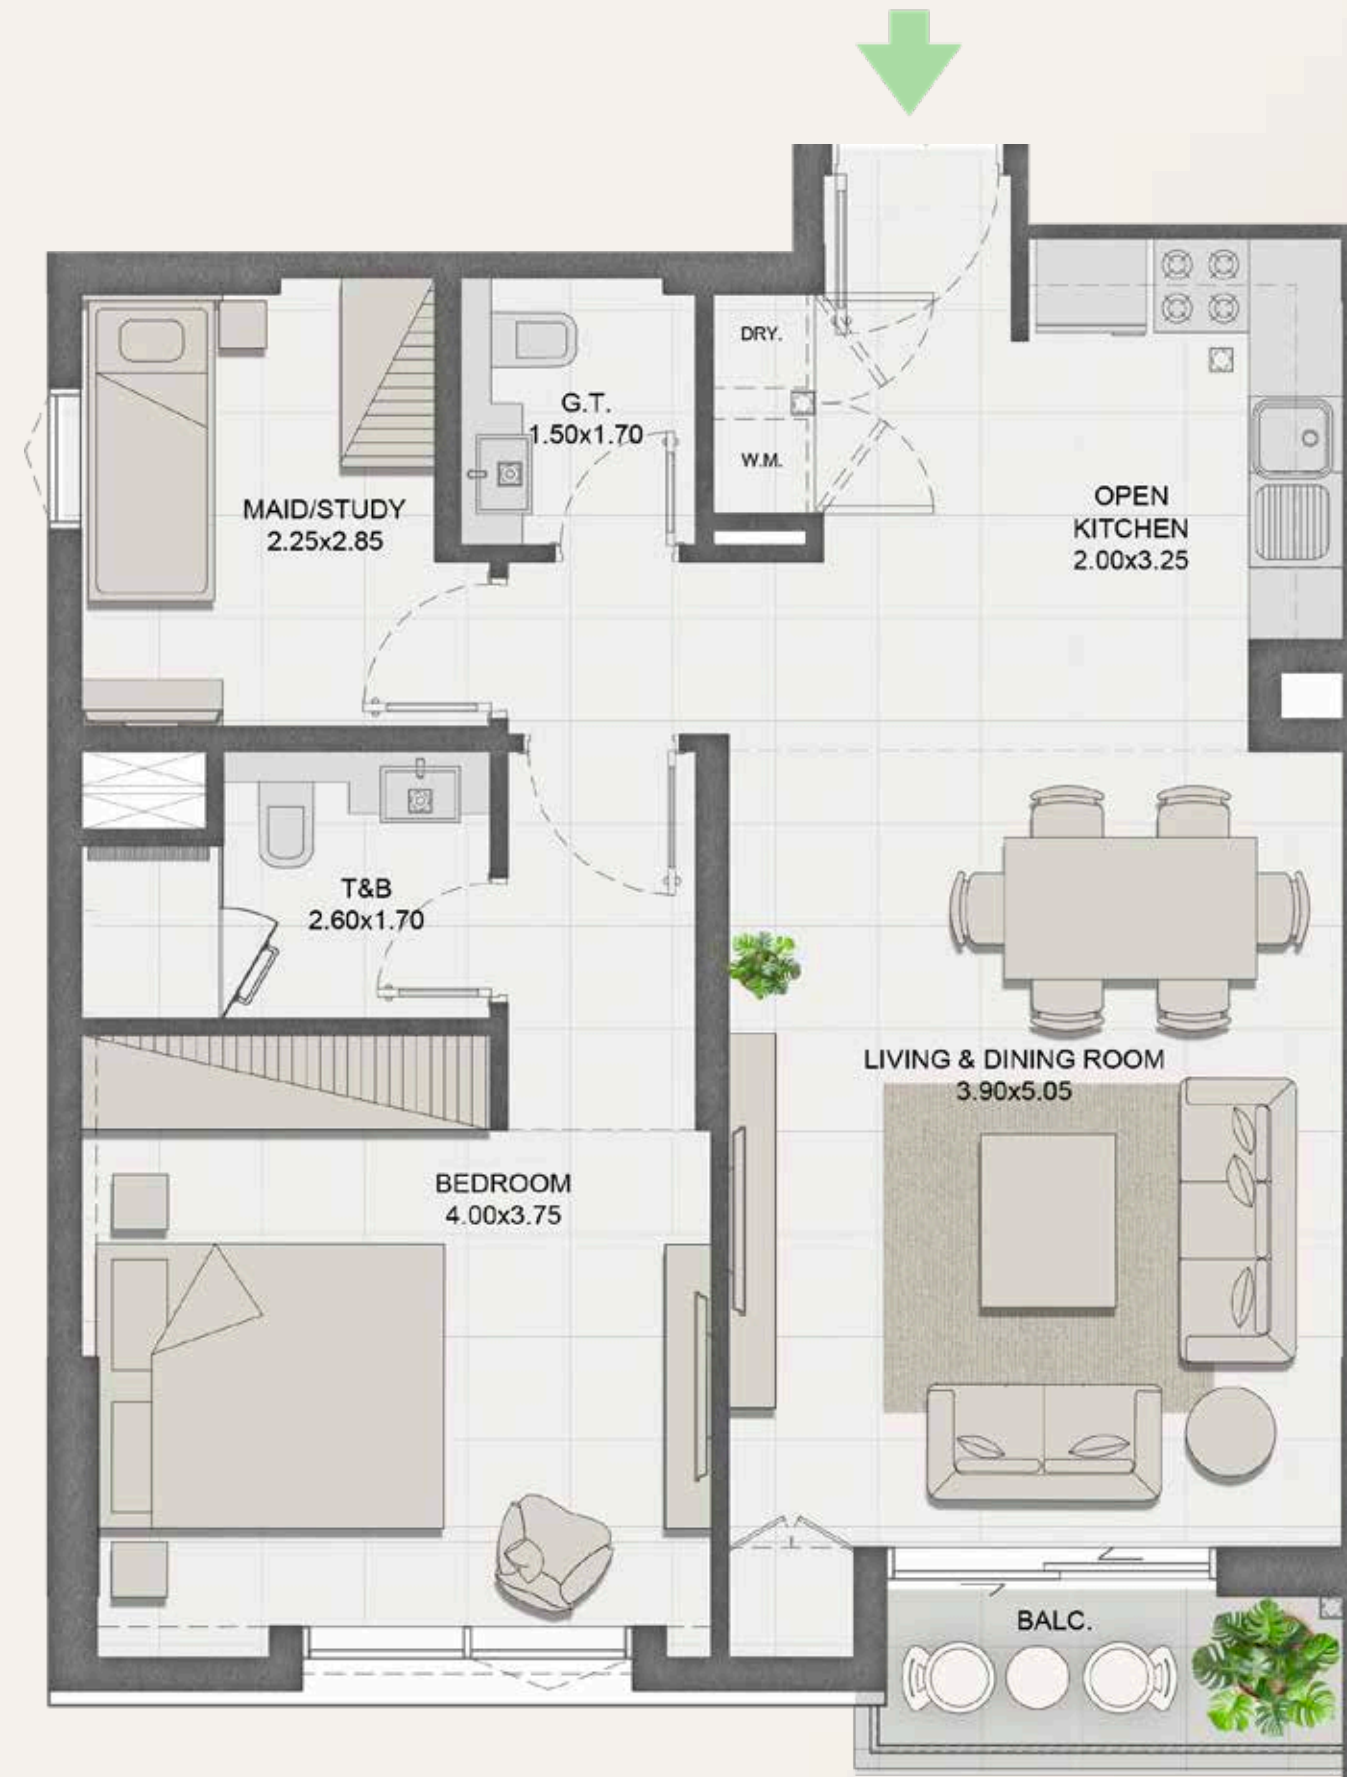 DRY.
G.T.
1.50x1.70
W.M.
MAID/STUDY
2.25x2.85
OPEN
KITCHEN
2.00x3.25
T&B
2.60x1.70
LIVING & DINING ROOM
3.90x5.05
BEDROOM
4.00x3.75
BALC.